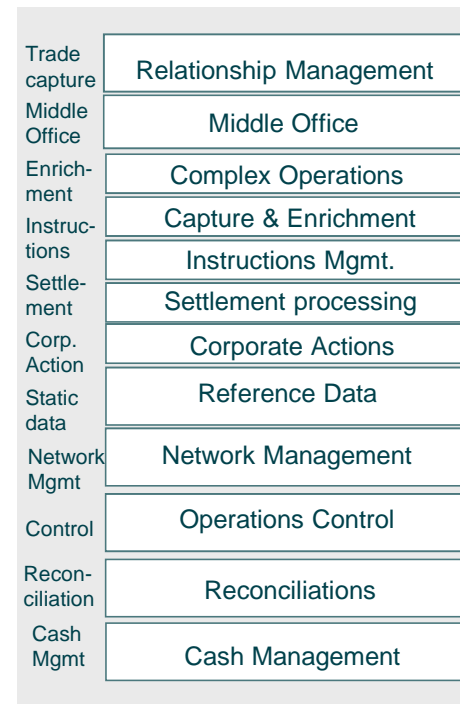 Trade
capture
Relationship Management
Middle
Office
Middle Office
Enrich-
ment
Complex Operations
Capture & Enrichment
Instruc-
tions
Instructions Mgmt.
Settle-
ment
Settlement processing
Corp.
Action
Corporate Actions
Static
data
Reference Data
Network
Mgmt
Network Management
Control
Operations Control
Recon-
ciliation
Reconciliations
Cash
Mgmt
Cash Management